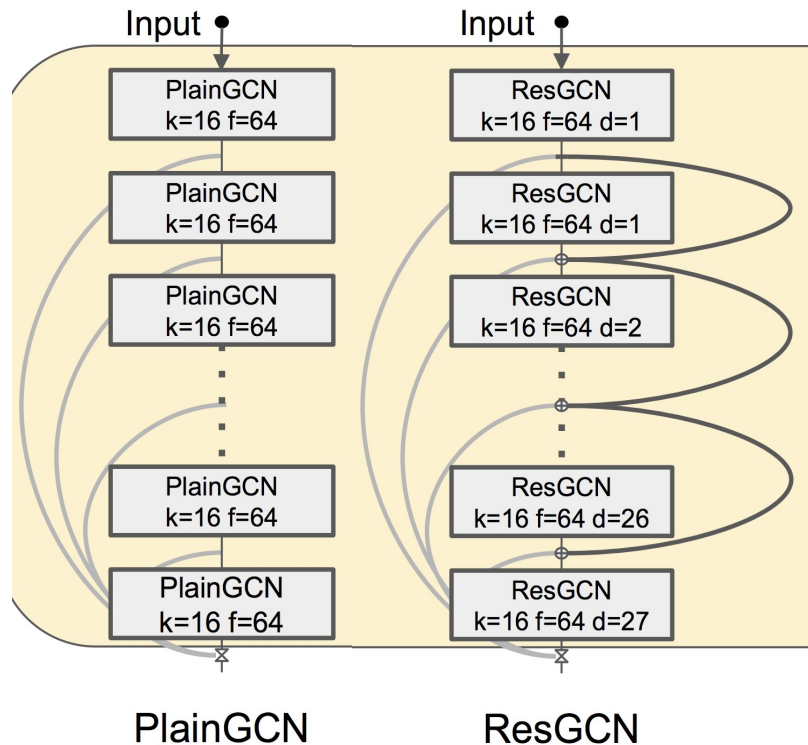 Input
PlainGCN
k=16 f=64
PlainGCN
k=16 f=64
PlainGCN
k=16 f=64
PlainGCN
k=16 f=64
PlainGCN
k=16 f=64
PlainGCN
Input
ResGCN
k=16 f=64 d=1
ResGCN
k=16 f=64 d=1
ResGCN
k=16 f=64 d=2
ResGCN
k=16 f=64 d=26
ResGCN
k=16 f=64 d=27
ResGCN